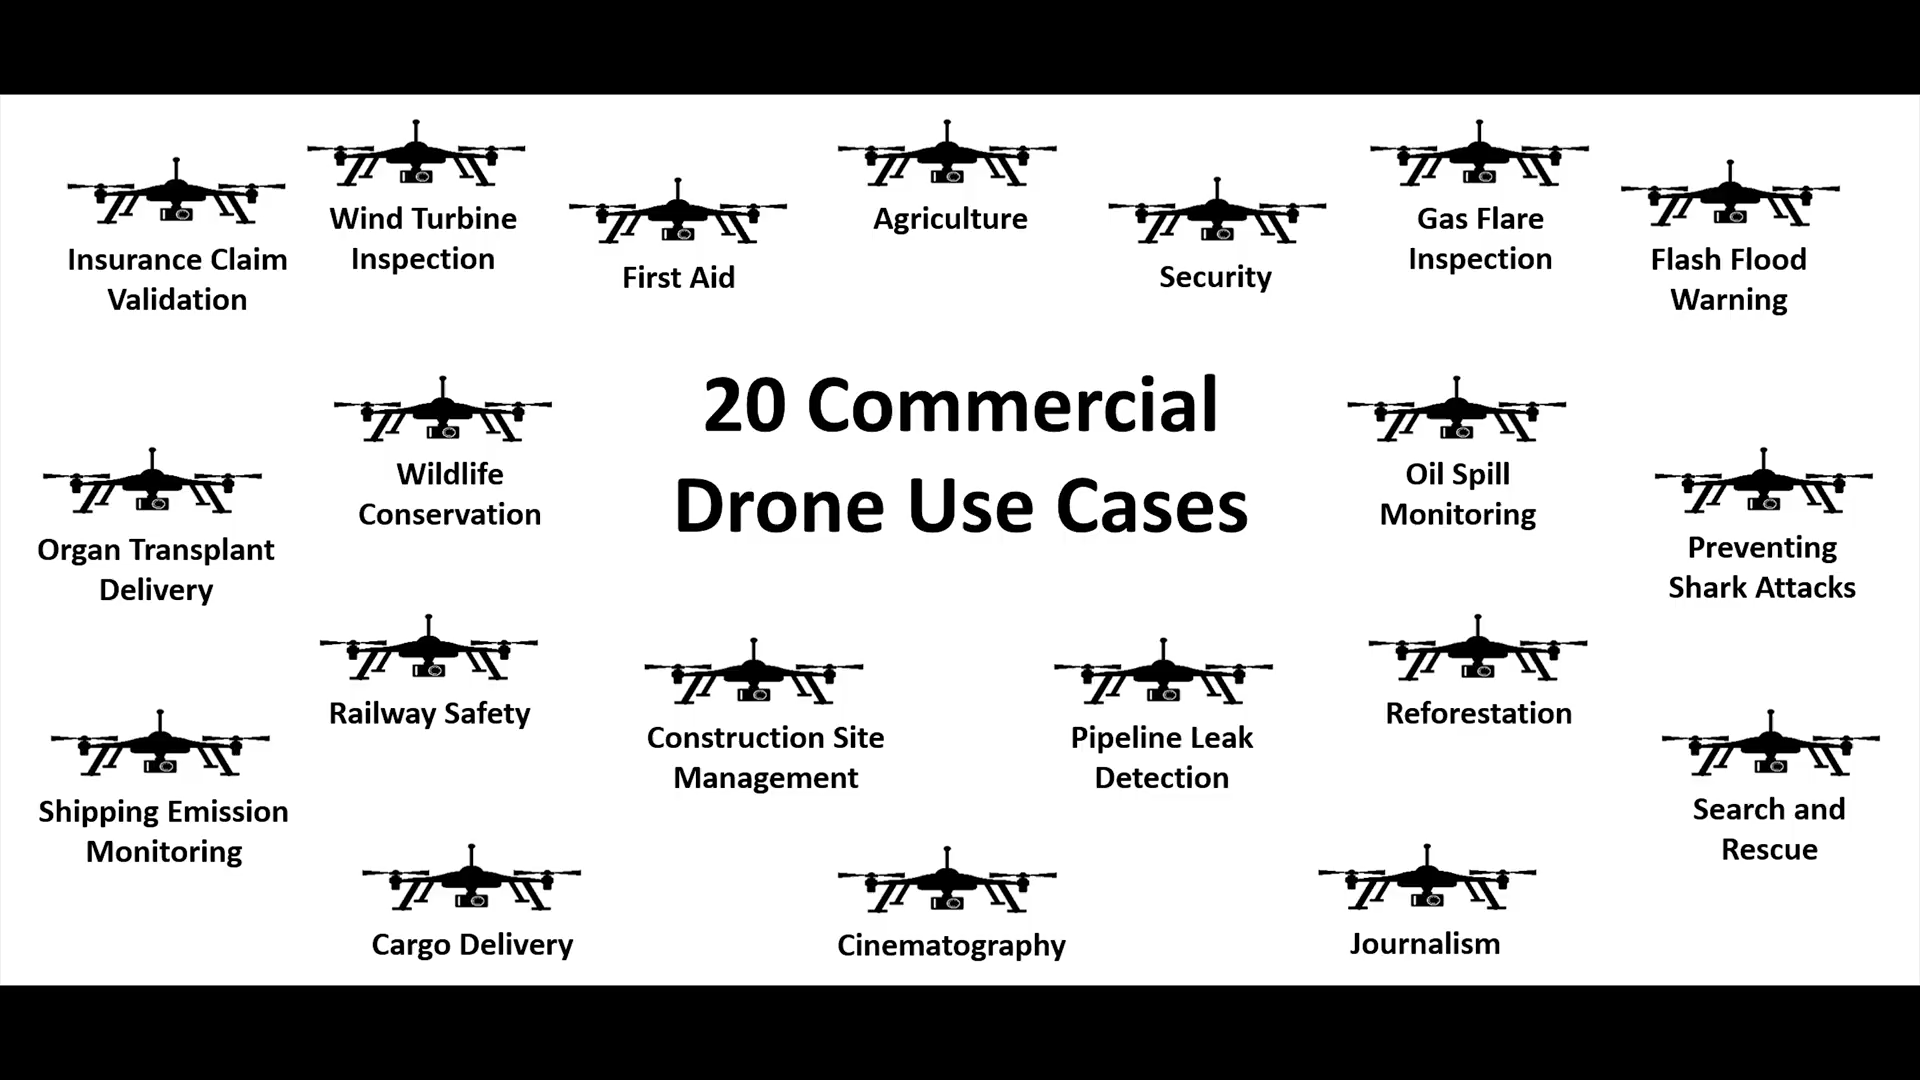 Insurance Claim
Validation
Wind Turbine
Inspection
First Aid
Agriculture
Security
Gas Flare
Inspection
Flash Flood
Warning
20 Commercial
Drone Use Cases
Wildlife
Conservation
Oil Spill
Monitoring
Organ Transplant
Delivery
Preventing
Shark Attacks
Railway Safety
Construction Site
Management
Pipeline Leak
Detection
Reforestation
Shipping Emission
Monitoring
Search and
Rescue
Cargo Delivery
Cinematography
Journalism